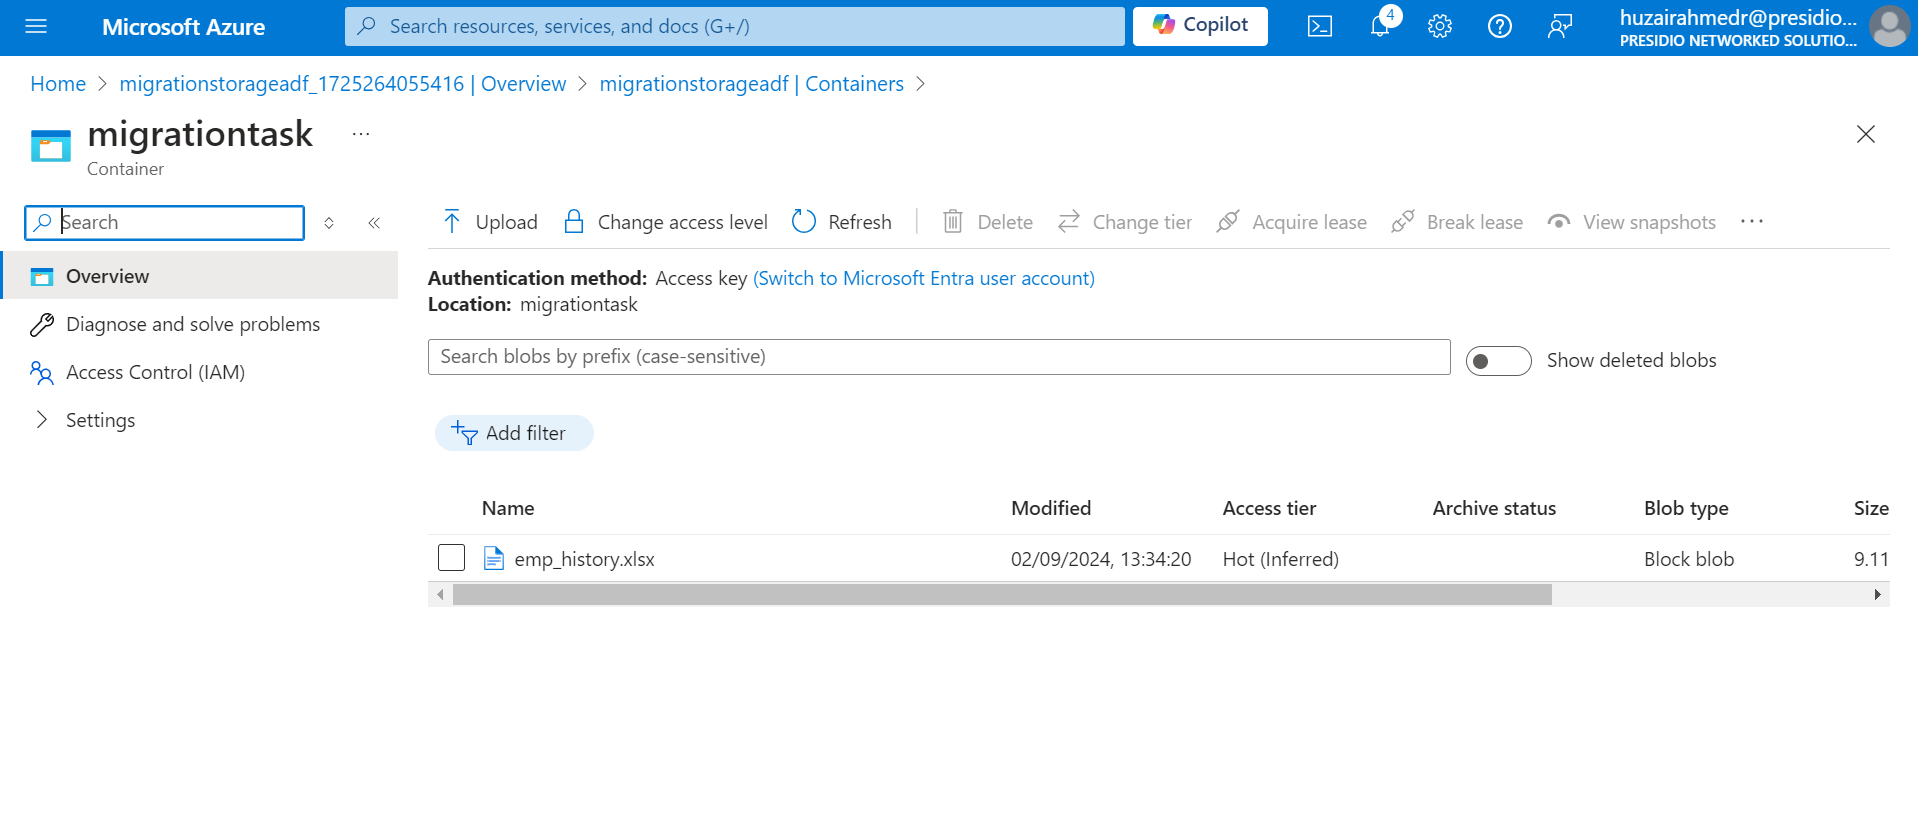 Microsoft Azure
Search resources, services, and docs (G+/)
Copilot
4
huzairahmedr@presidio...
PRESIDIO NETWORKED SOLUTIO...
Home > migrationstorageadf_1725264055416 | Overview > migrationstorageadf | Containers >
migrationtask ...
Container
Search
Upload Change access level Refresh Delete Change tier Acquire lease Break lease View snapshots ...
Overview
Diagnose and solve problems
Access Control (IAM)
Settings
Authentication method: Access key (Switch to Microsoft Entra user account)
Location: migrationtask
Search blobs by prefix (case-sensitive)
Show deleted blobs
Add filter
Name Modified Access tier Archive status Blob type Size
emp_history.xlsx 02/09/2024, 13:34:20 Hot (Inferred) Block blob 9.11